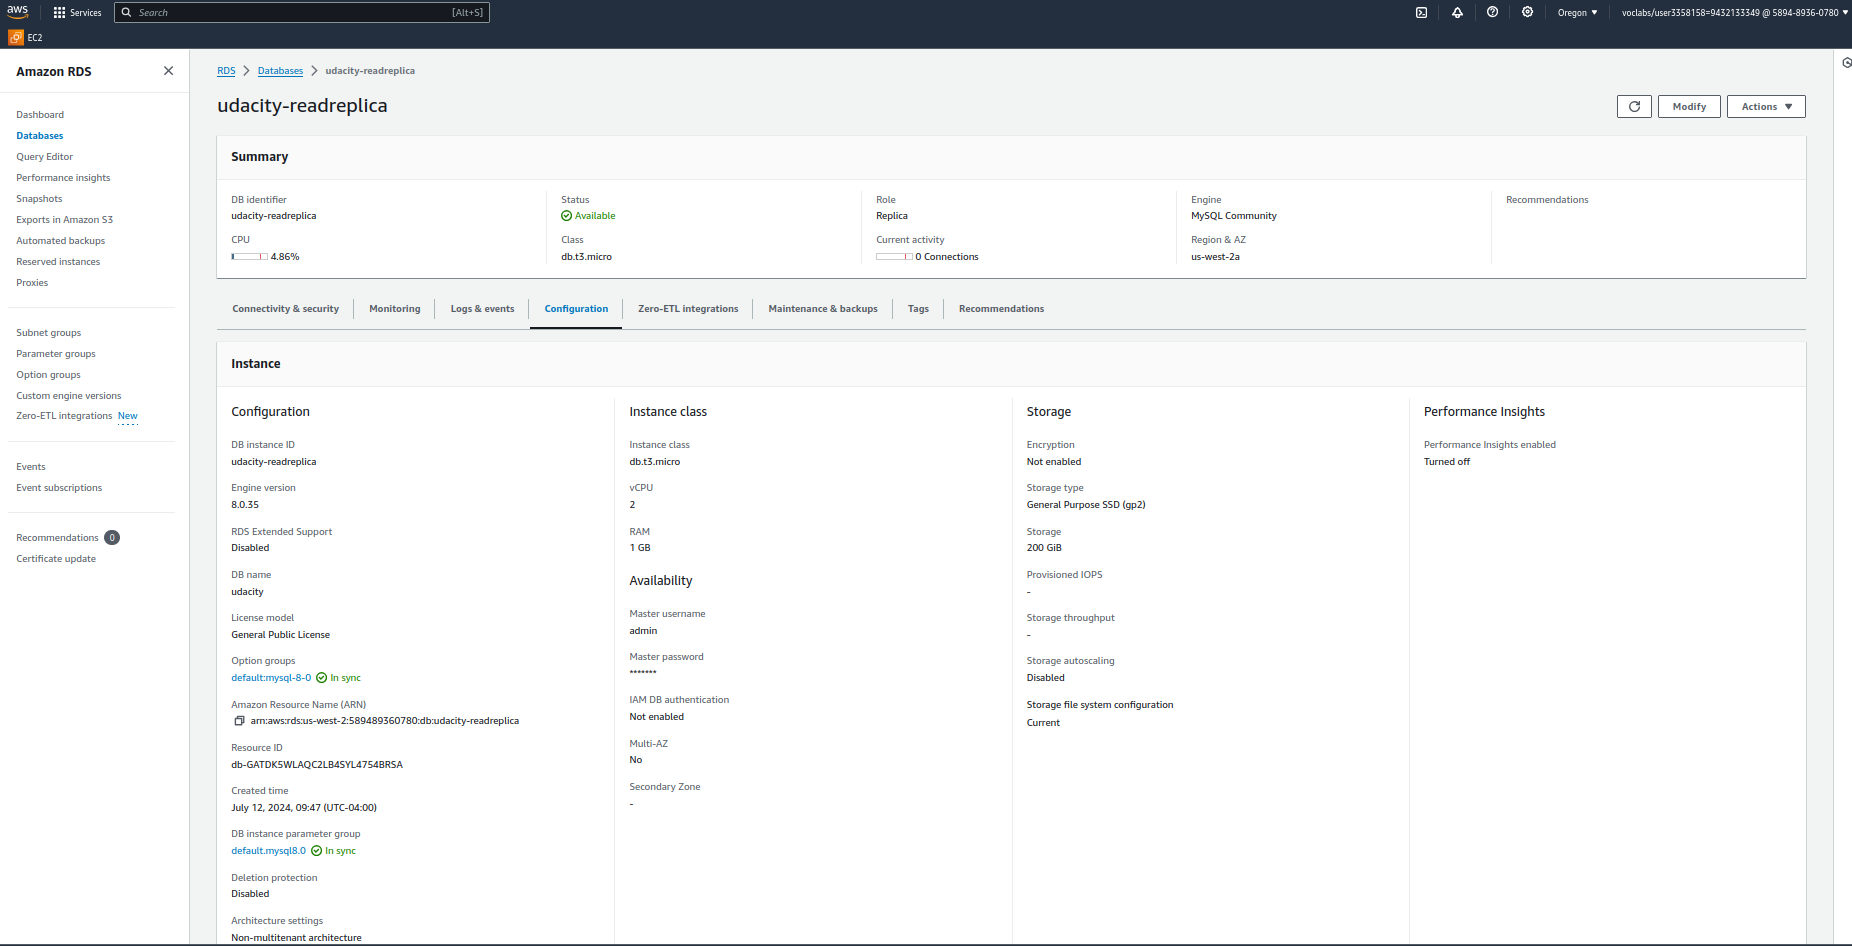 aws
Services
Search
[Alt+S]
Oregon ▼
voclabs/user3358158=9432133349 @ 5894-8936-0780 ▼
EC2
Amazon RDS
Dashboard
Databases
Query Editor
Performance insights
Snapshots
Exports in Amazon S3
Automated backups
Reserved instances
Proxies
Subnet groups
Parameter groups
Option groups
Custom engine versions
Zero-ETL integrations New
Events
Event subscriptions
Recommendations 0
Certificate update
RDS > Databases > udacity-readreplica
udacity-readreplica
Modify
Actions ▼
Summary
DB identifier
udacity-readreplica
CPU
4.86%
Status
Available
Class
db.t3.micro
Role
Replica
Current activity
0 Connections
Engine
MySQL Community
Region & AZ
us-west-2a
Recommendations
Connectivity & security
Monitoring
Logs & events
Configuration
Zero-ETL integrations
Maintenance & backups
Tags
Recommendations
Instance
Configuration
DB instance ID
udacity-readreplica
Engine version
8.0.35
RDS Extended Support
Disabled
DB name
udacity
License model
General Public License
Option groups
default:mysql-8-0 In sync
Amazon Resource Name (ARN)
arn:aws:rds:us-west-2:589489360780:db:udacity-readreplica
Resource ID
db-GATDK5WLAQC2LB4SYL4754BRSA
Created time
July 12, 2024, 09:47 (UTC-04:00)
DB instance parameter group
default.mysql8.0 In sync
Deletion protection
Disabled
Architecture settings
Non-multitenant architecture
Instance class
Instance class
db.t3.micro
vCPU
2
RAM
1 GB
Availability
Master username
admin
Master password
*******
IAM DB authentication
Not enabled
Multi-AZ
No
Secondary Zone
-
Storage
Encryption
Not enabled
Storage type
General Purpose SSD (gp2)
Storage
200 GiB
Provisioned IOPS
-
Storage throughput
-
Storage autoscaling
Disabled
Storage file system configuration
Current
Performance Insights
Performance Insights enabled
Turned off